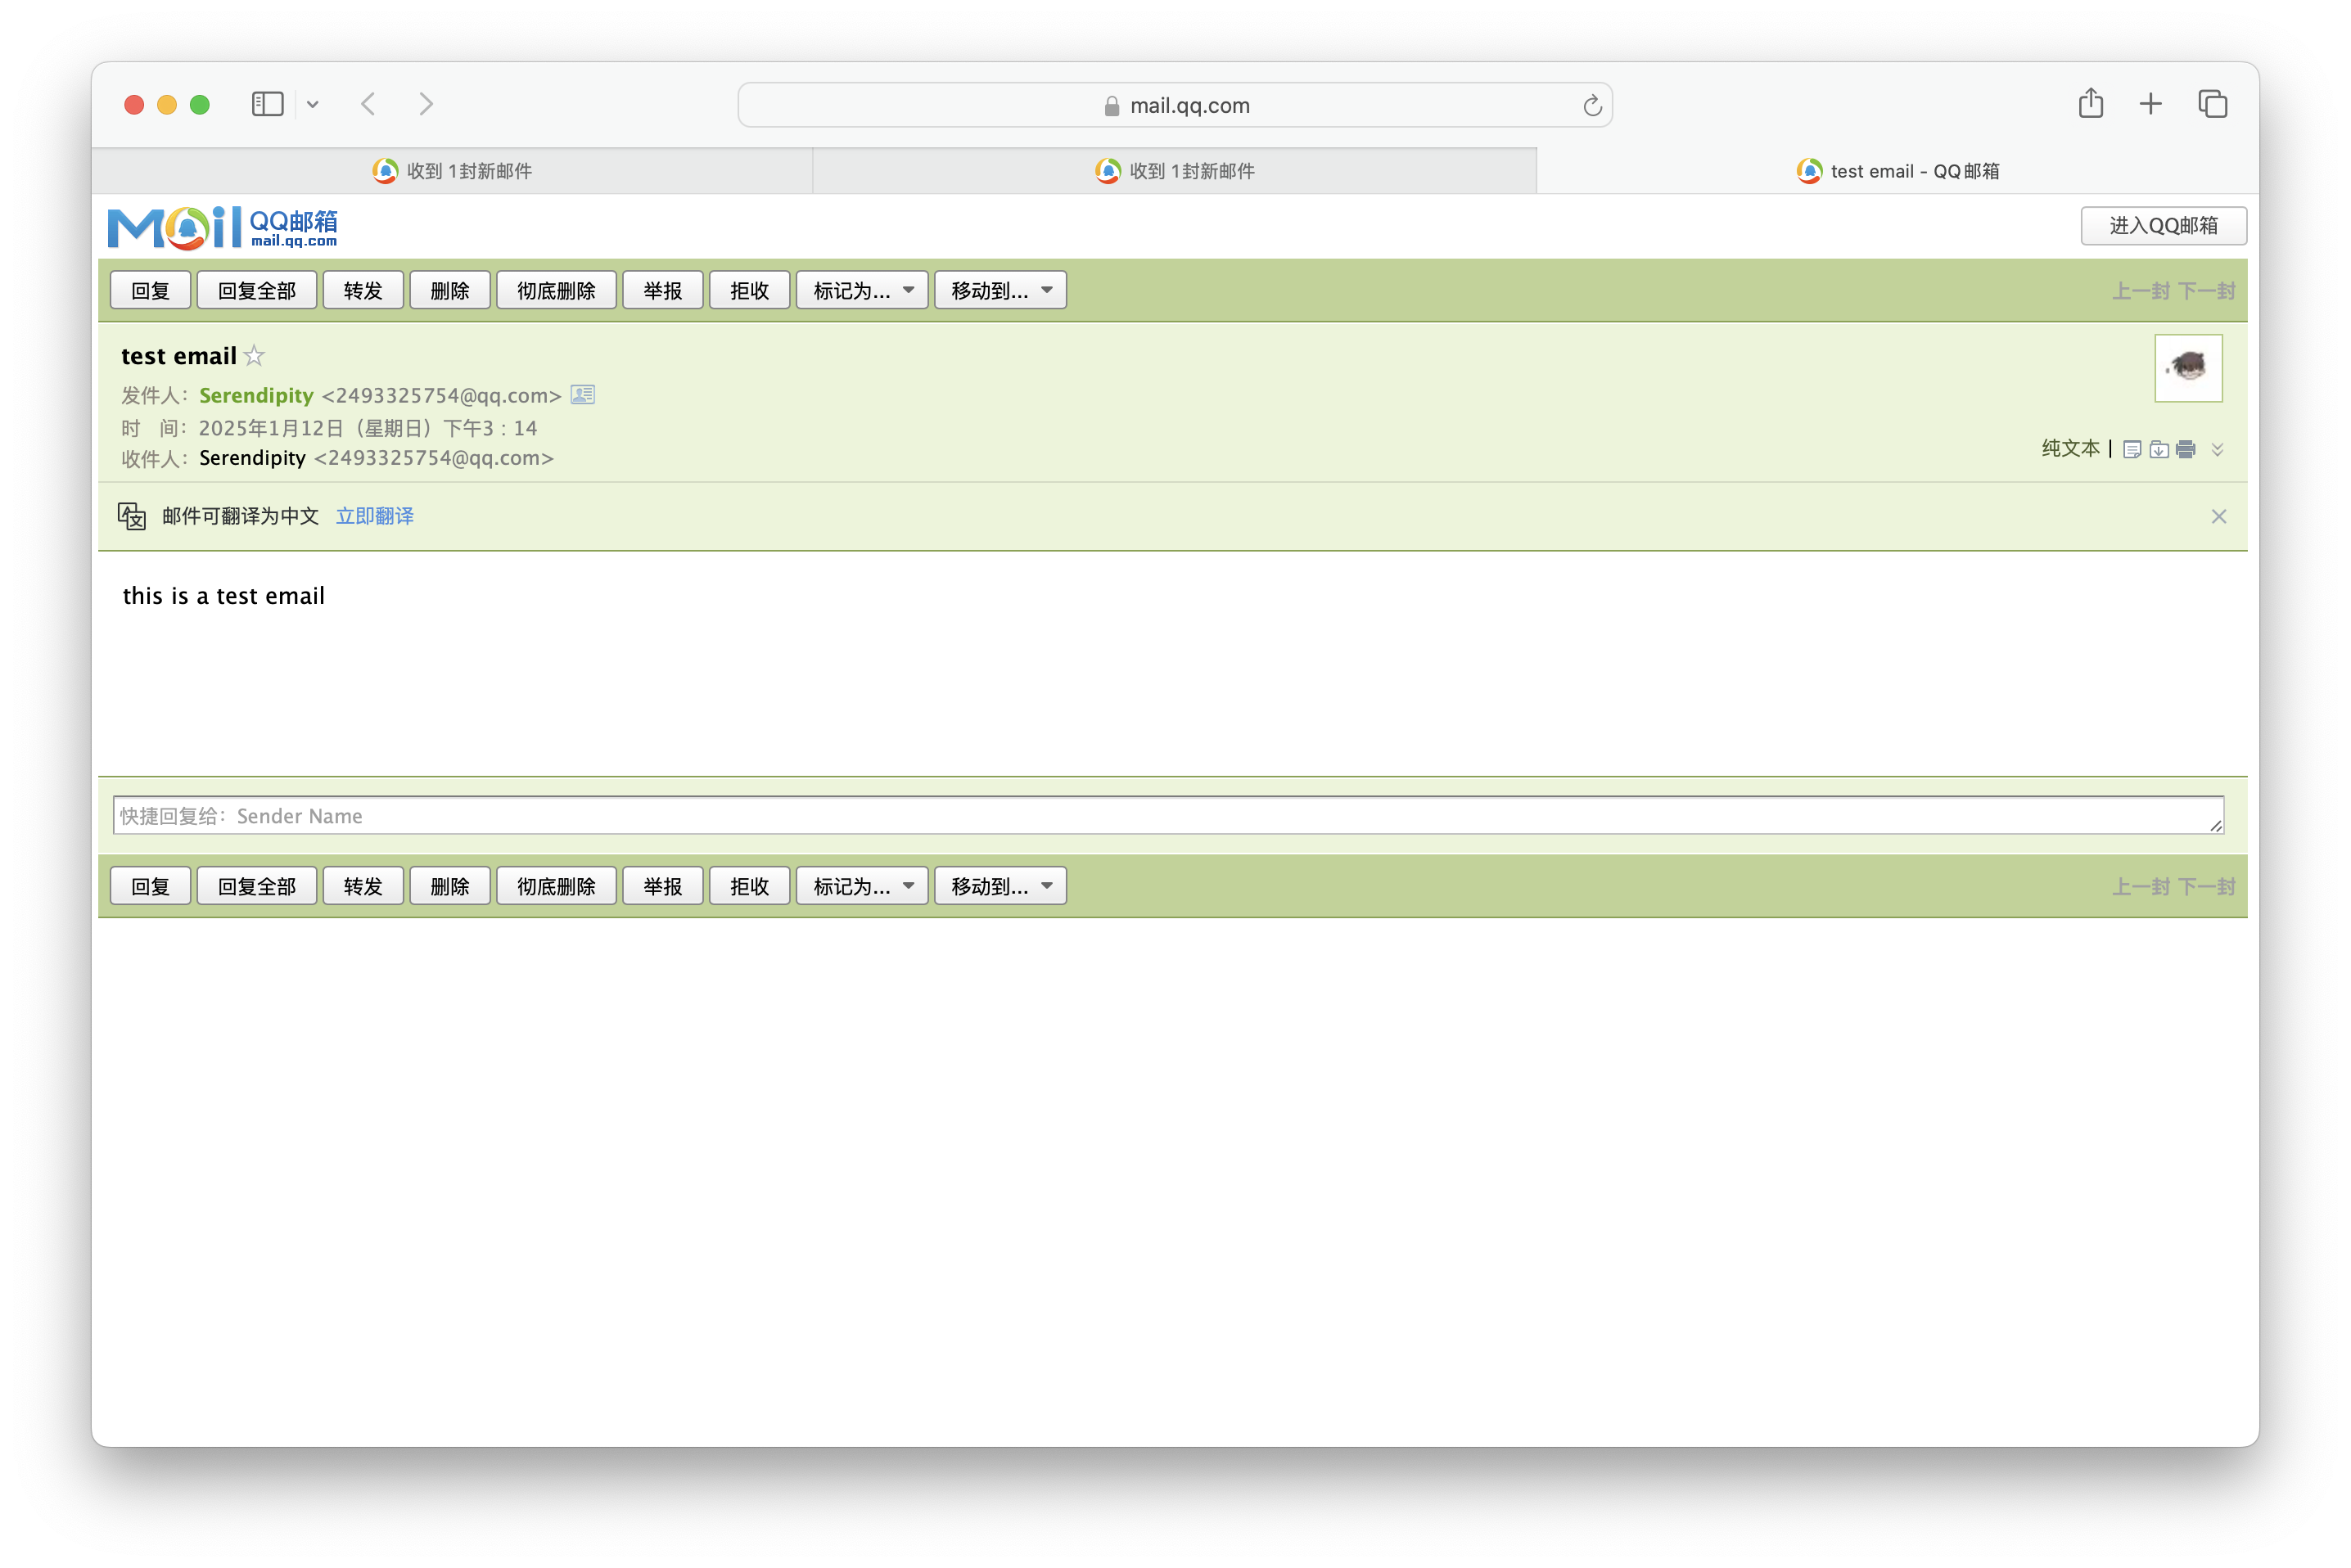 mail.qq.com
收到 1封新邮件
收到 1封新邮件
test email - QQ邮箱
Mail QQ邮箱
mail.qq.com
进入QQ邮箱
回复 回复全部 转发 删除 彻底删除 举报 拒收 标记为... 移动到... 上一封 下一封
test email
发件人：Serendipity <2493325754@qq.com>
时 间：2025年1月12日（星期日）下午3：14
收件人：Serendipity <2493325754@qq.com>
纯文本 |
邮件可翻译为中文 立即翻译
this is a test email
快捷回复给：Sender Name
回复 回复全部 转发 删除 彻底删除 举报 拒收 标记为... 移动到... 上一封 下一封